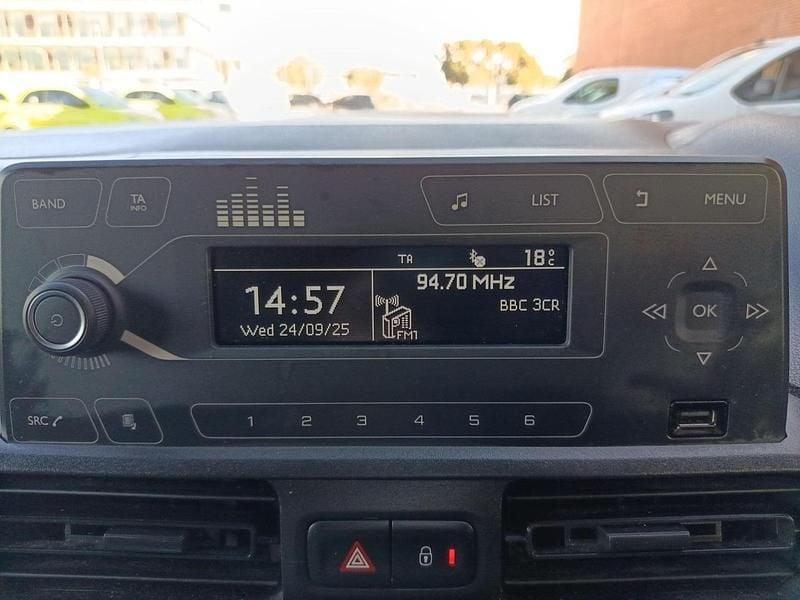 BAND
TA
INFO
LIST
MENU
TA
18°C
14:57
Wed 24/09/25
94.70 MHz
BBC 3CR
FM1
OK
SRC
1 2 3 4 5 6